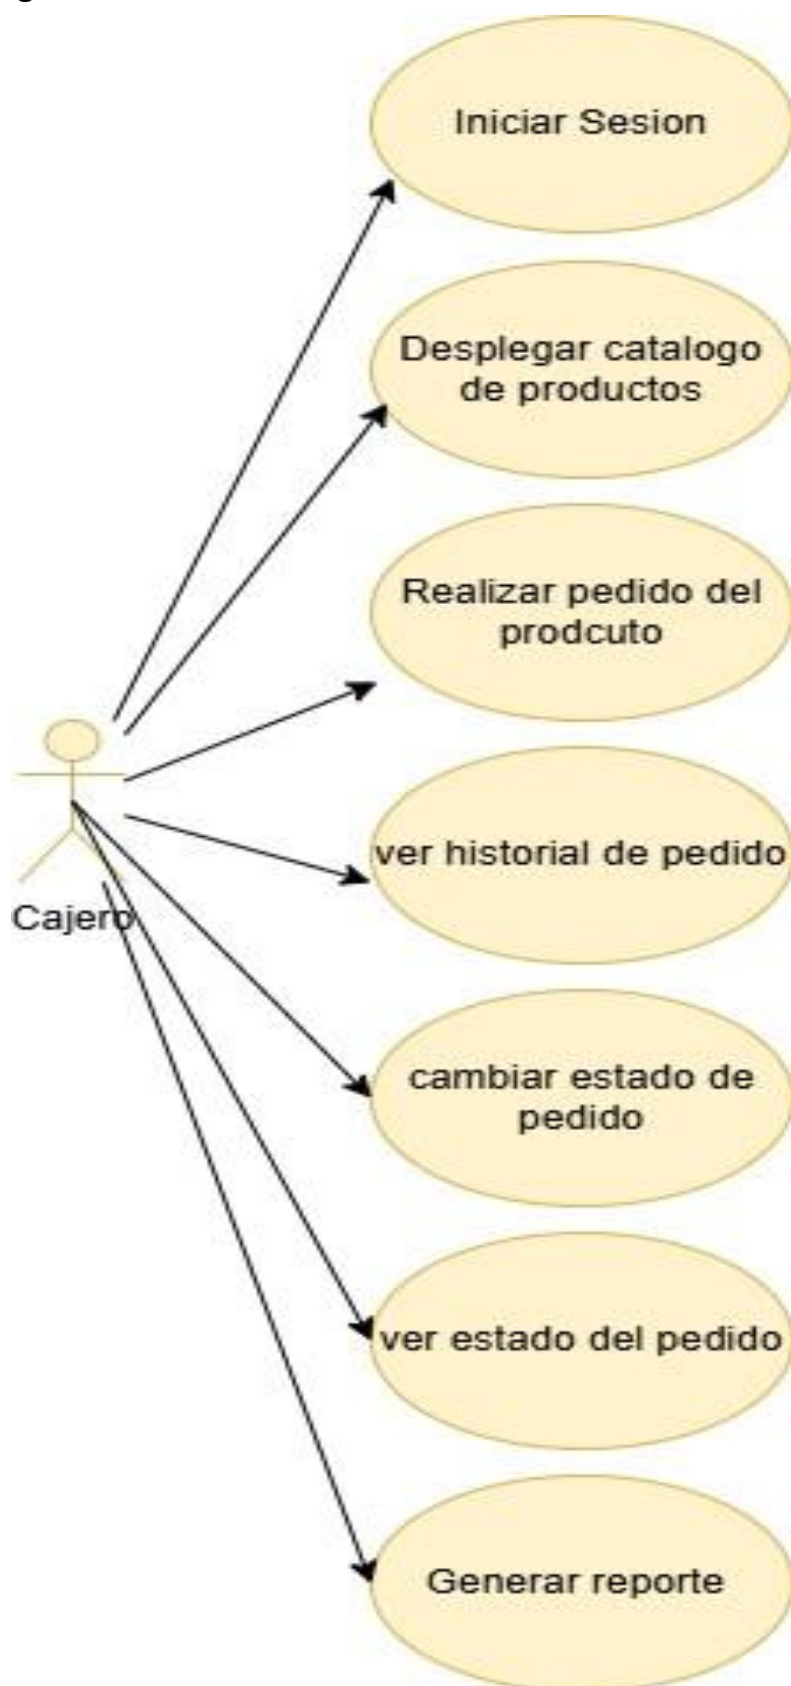 Iniciar Sesion
Desplegar catalogo
de productos
Realizar pedido del
prodcuto
ver historial de pedido
Cajero
cambiar estado de
pedido
ver estado del pedido
Generar reporte